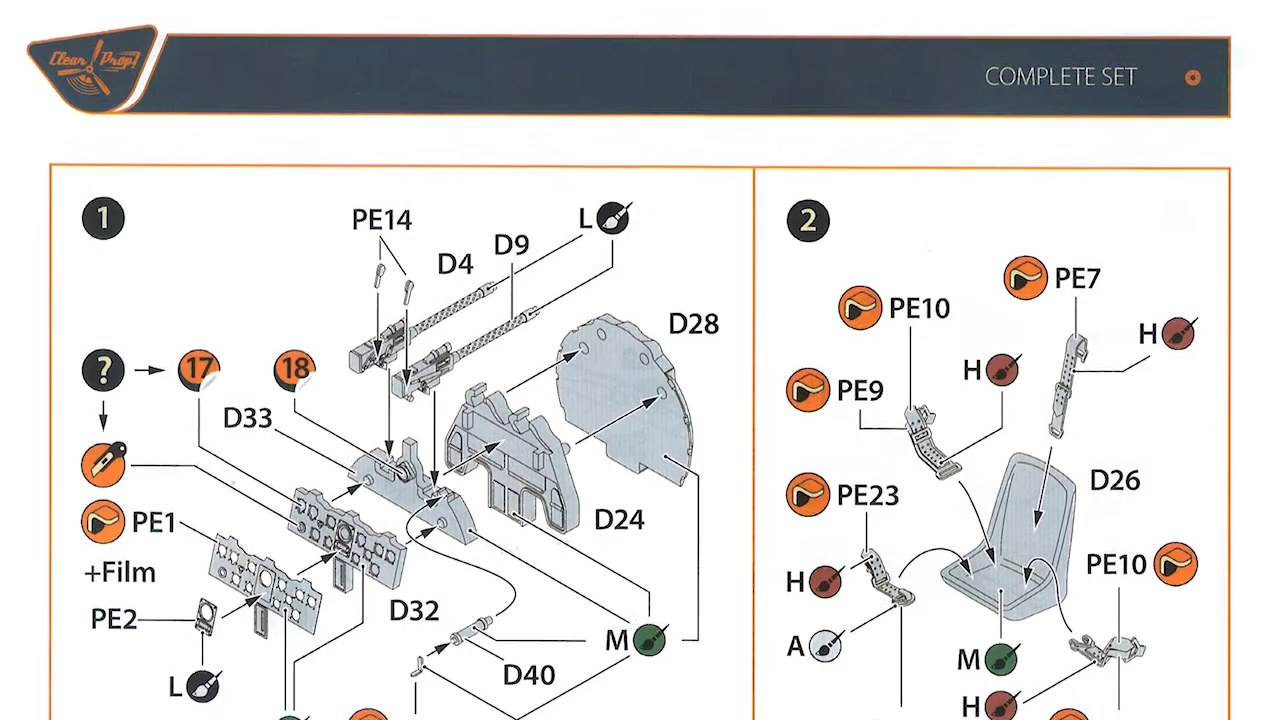 Clear Prop!
COMPLETE SET
1
PE14
L
D9
D4
D28
?
17
18
D33
PE1
+Film
PE2
D24
D32
M
D40
L
2
PE7
PE10
H
H
PE9
D26
PE23
PE10
H
A
M
H